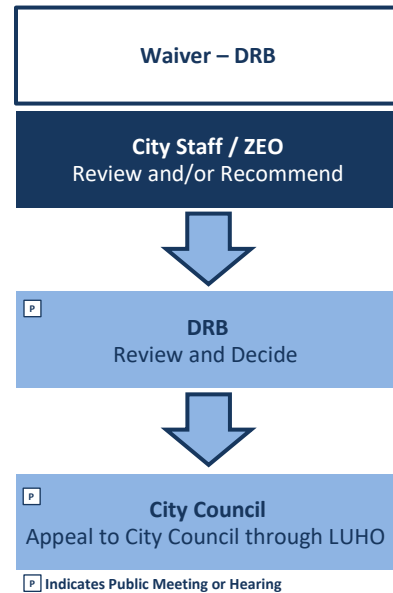 Waiver – DRB
City Staff / ZEO
Review and/or Recommend
P
DRB
Review and Decide
P
City Council
Appeal to City Council through LUHO
P Indicates Public Meeting or Hearing